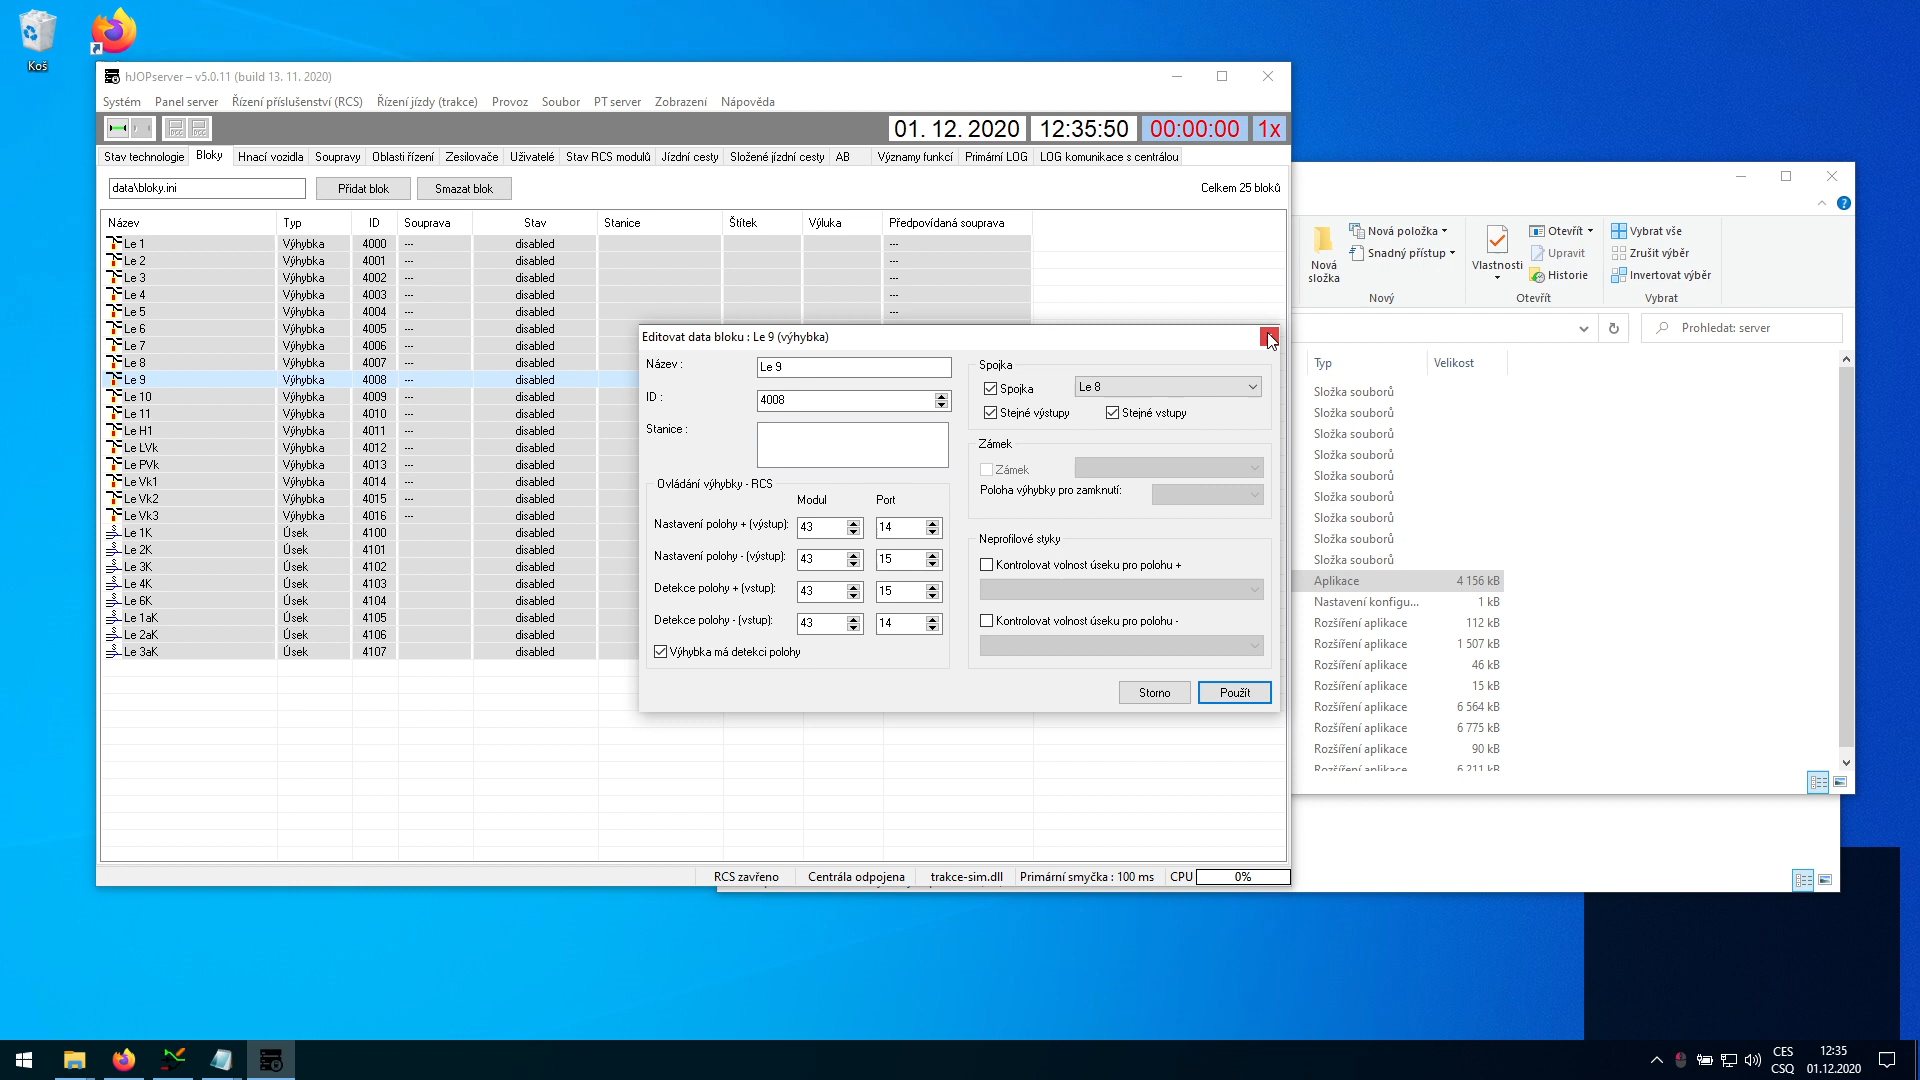 Koš
hJOPserver – v5.0.11 (build 13. 11. 2020)
Systém Panel server Řízení příslušenství (RCS) Řízení jízdy (trakce) Provoz Soubor PT server Zobrazení Nápověda
01. 12. 2020 12:35:50 00:00:00 1x
Stav technologie Bloky Hnací vozidla Soupravy Oblasti řízení Zesilovače Uživatelé Stav RCS modulů Jízdní cesty Složené jízdní cesty AB Významy funkcí Primární LOG LOG komunikace s centrálou
data\bloky.ini Přidat blok Smazat blok Celkem 25 bloků
Název Typ ID Souprava Stav Stanice Štítek Výluka Předpovídaná souprava
Le 1 Výhybka 4000 --- disabled ---
Le 2 Výhybka 4001 --- disabled ---
Le 3 Výhybka 4002 --- disabled ---
Le 4 Výhybka 4003 --- disabled ---
Le 5 Výhybka 4004 --- disabled ---
Le 6 Výhybka 4005 --- disabled
Le 7 Výhybka 4006 --- disabled
Le 8 Výhybka 4007 --- disabled
Le 9 Výhybka 4008 --- disabled
Le 10 Výhybka 4009 --- disabled
Le 11 Výhybka 4010 --- disabled
Le H1 Výhybka 4011 --- disabled
Le LVk Výhybka 4012 --- disabled
Le PVk Výhybka 4013 --- disabled
Le Vk1 Výhybka 4014 --- disabled
Le Vk2 Výhybka 4015 --- disabled
Le Vk3 Výhybka 4016 --- disabled
Le 1K Úsek 4100 disabled
Le 2K Úsek 4101 disabled
Le 3K Úsek 4102 disabled
Le 4K Úsek 4103 disabled
Le 6K Úsek 4104 disabled
Le 1aK Úsek 4105 disabled
Le 2aK Úsek 4106 disabled
Le 3aK Úsek 4107 disabled
Editovat data bloku : Le 9 (výhybka)
Název : Le 9
ID : 4008
Stanice :
Ovládání výhybky - RCS
Modul Port
Nastavení polohy + (výstup): 43 14
Nastavení polohy - (výstup): 43 15
Detekce polohy + (vstup): 43 15
Detekce polohy - (vstup): 43 14
Výhybka má detekci polohy
Spojka
Spojka Le 8
Stejné výstupy Stejné vstupy
Zámek
Zámek
Poloha výhybky pro zamknutí:
Neprofilové styky
Kontrolovat volnost úseku pro polohu +
Kontrolovat volnost úseku pro polohu -
Storno Použít
RCS zavřeno Centrála odpojena trakce-sim.dll Primární smyčka : 100 ms CPU 0%
Nová složka
Nová položka
Snadný přístup
Nový
Vlastnosti
Otevřít
Upravit
Historie
Otevřít
Vybrat vše
Zrušit výběr
Invertovat výběr
Vybrat
Prohledat: server
Typ Velikost
Složka souborů
Složka souborů
Složka souborů
Složka souborů
Složka souborů
Složka souborů
Složka souborů
Složka souborů
Složka souborů
Aplikace 4 156 kB
Nastavení konfigu... 1 kB
Rozšíření aplikace 112 kB
Rozšíření aplikace 1 507 kB
Rozšíření aplikace 46 kB
Rozšíření aplikace 15 kB
Rozšíření aplikace 6 564 kB
Rozšíření aplikace 6 775 kB
Rozšíření aplikace 90 kB
Rozšíření aplikace 6 211 kB
CES 12:35
CSQ 01.12.2020